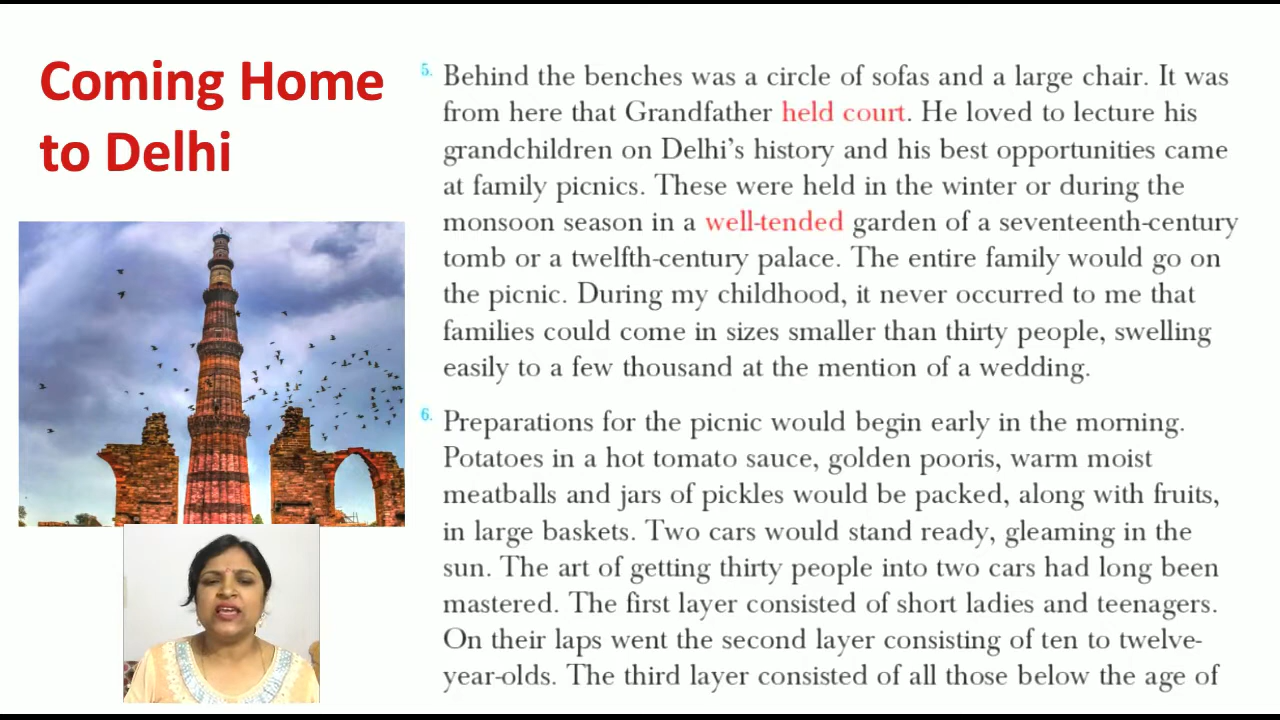 Coming Home
to Delhi
5. Behind the benches was a circle of sofas and a large chair. It was
from here that Grandfather held court. He loved to lecture his
grandchildren on Delhi’s history and his best opportunities came
at family picnics. These were held in the winter or during the
monsoon season in a well-tended garden of a seventeenth-century
tomb or a twelfth-century palace. The entire family would go on
the picnic. During my childhood, it never occurred to me that
families could come in sizes smaller than thirty people, swelling
easily to a few thousand at the mention of a wedding.
6. Preparations for the picnic would begin early in the morning.
Potatoes in a hot tomato sauce, golden pooris, warm moist
meatballs and jars of pickles would be packed, along with fruits,
in large baskets. Two cars would stand ready, gleaming in the
sun. The art of getting thirty people into two cars had long been
mastered. The first layer consisted of short ladies and teenagers.
On their laps went the second layer consisting of ten to twelve-
year-olds. The third layer consisted of all those below the age of